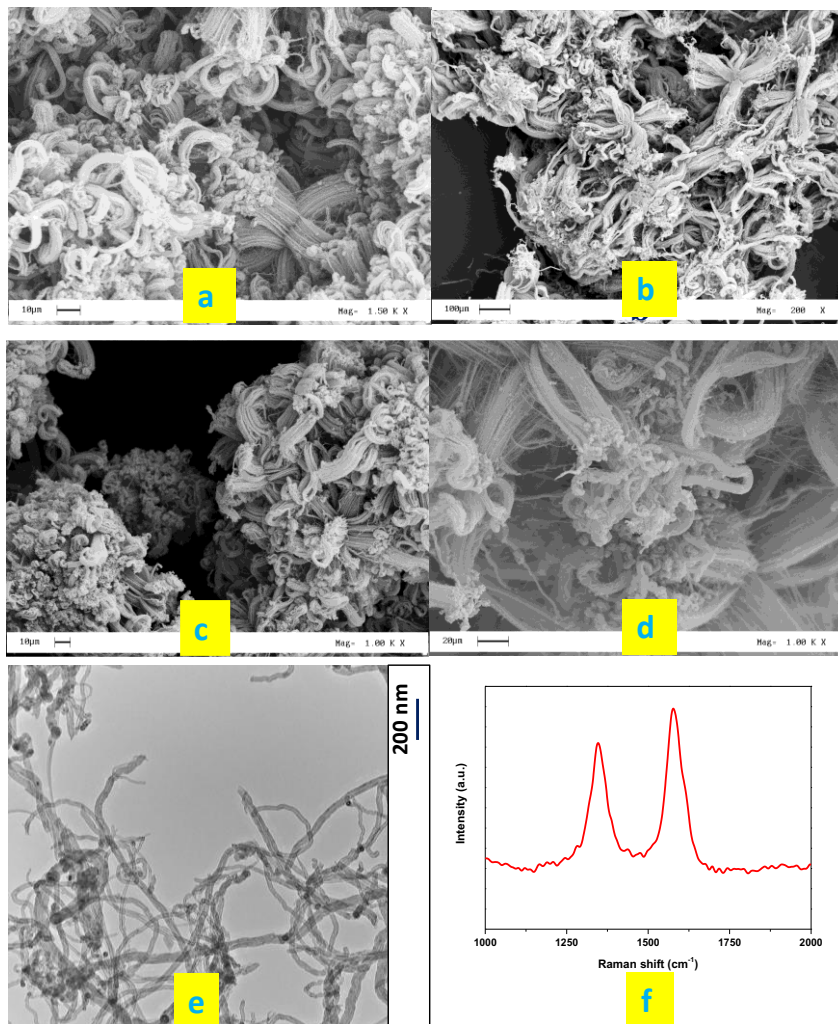 a
10µm
Mag= 1.50 K X
b
100µm
Mag= 200 X
c
10µm
Mag= 1.00 K X
d
20µm
Mag= 1.00 K X
200 nm
e
Intensity (a.u.)
1000
1250
1500
1750
2000
Raman shift (cm⁻¹)
f